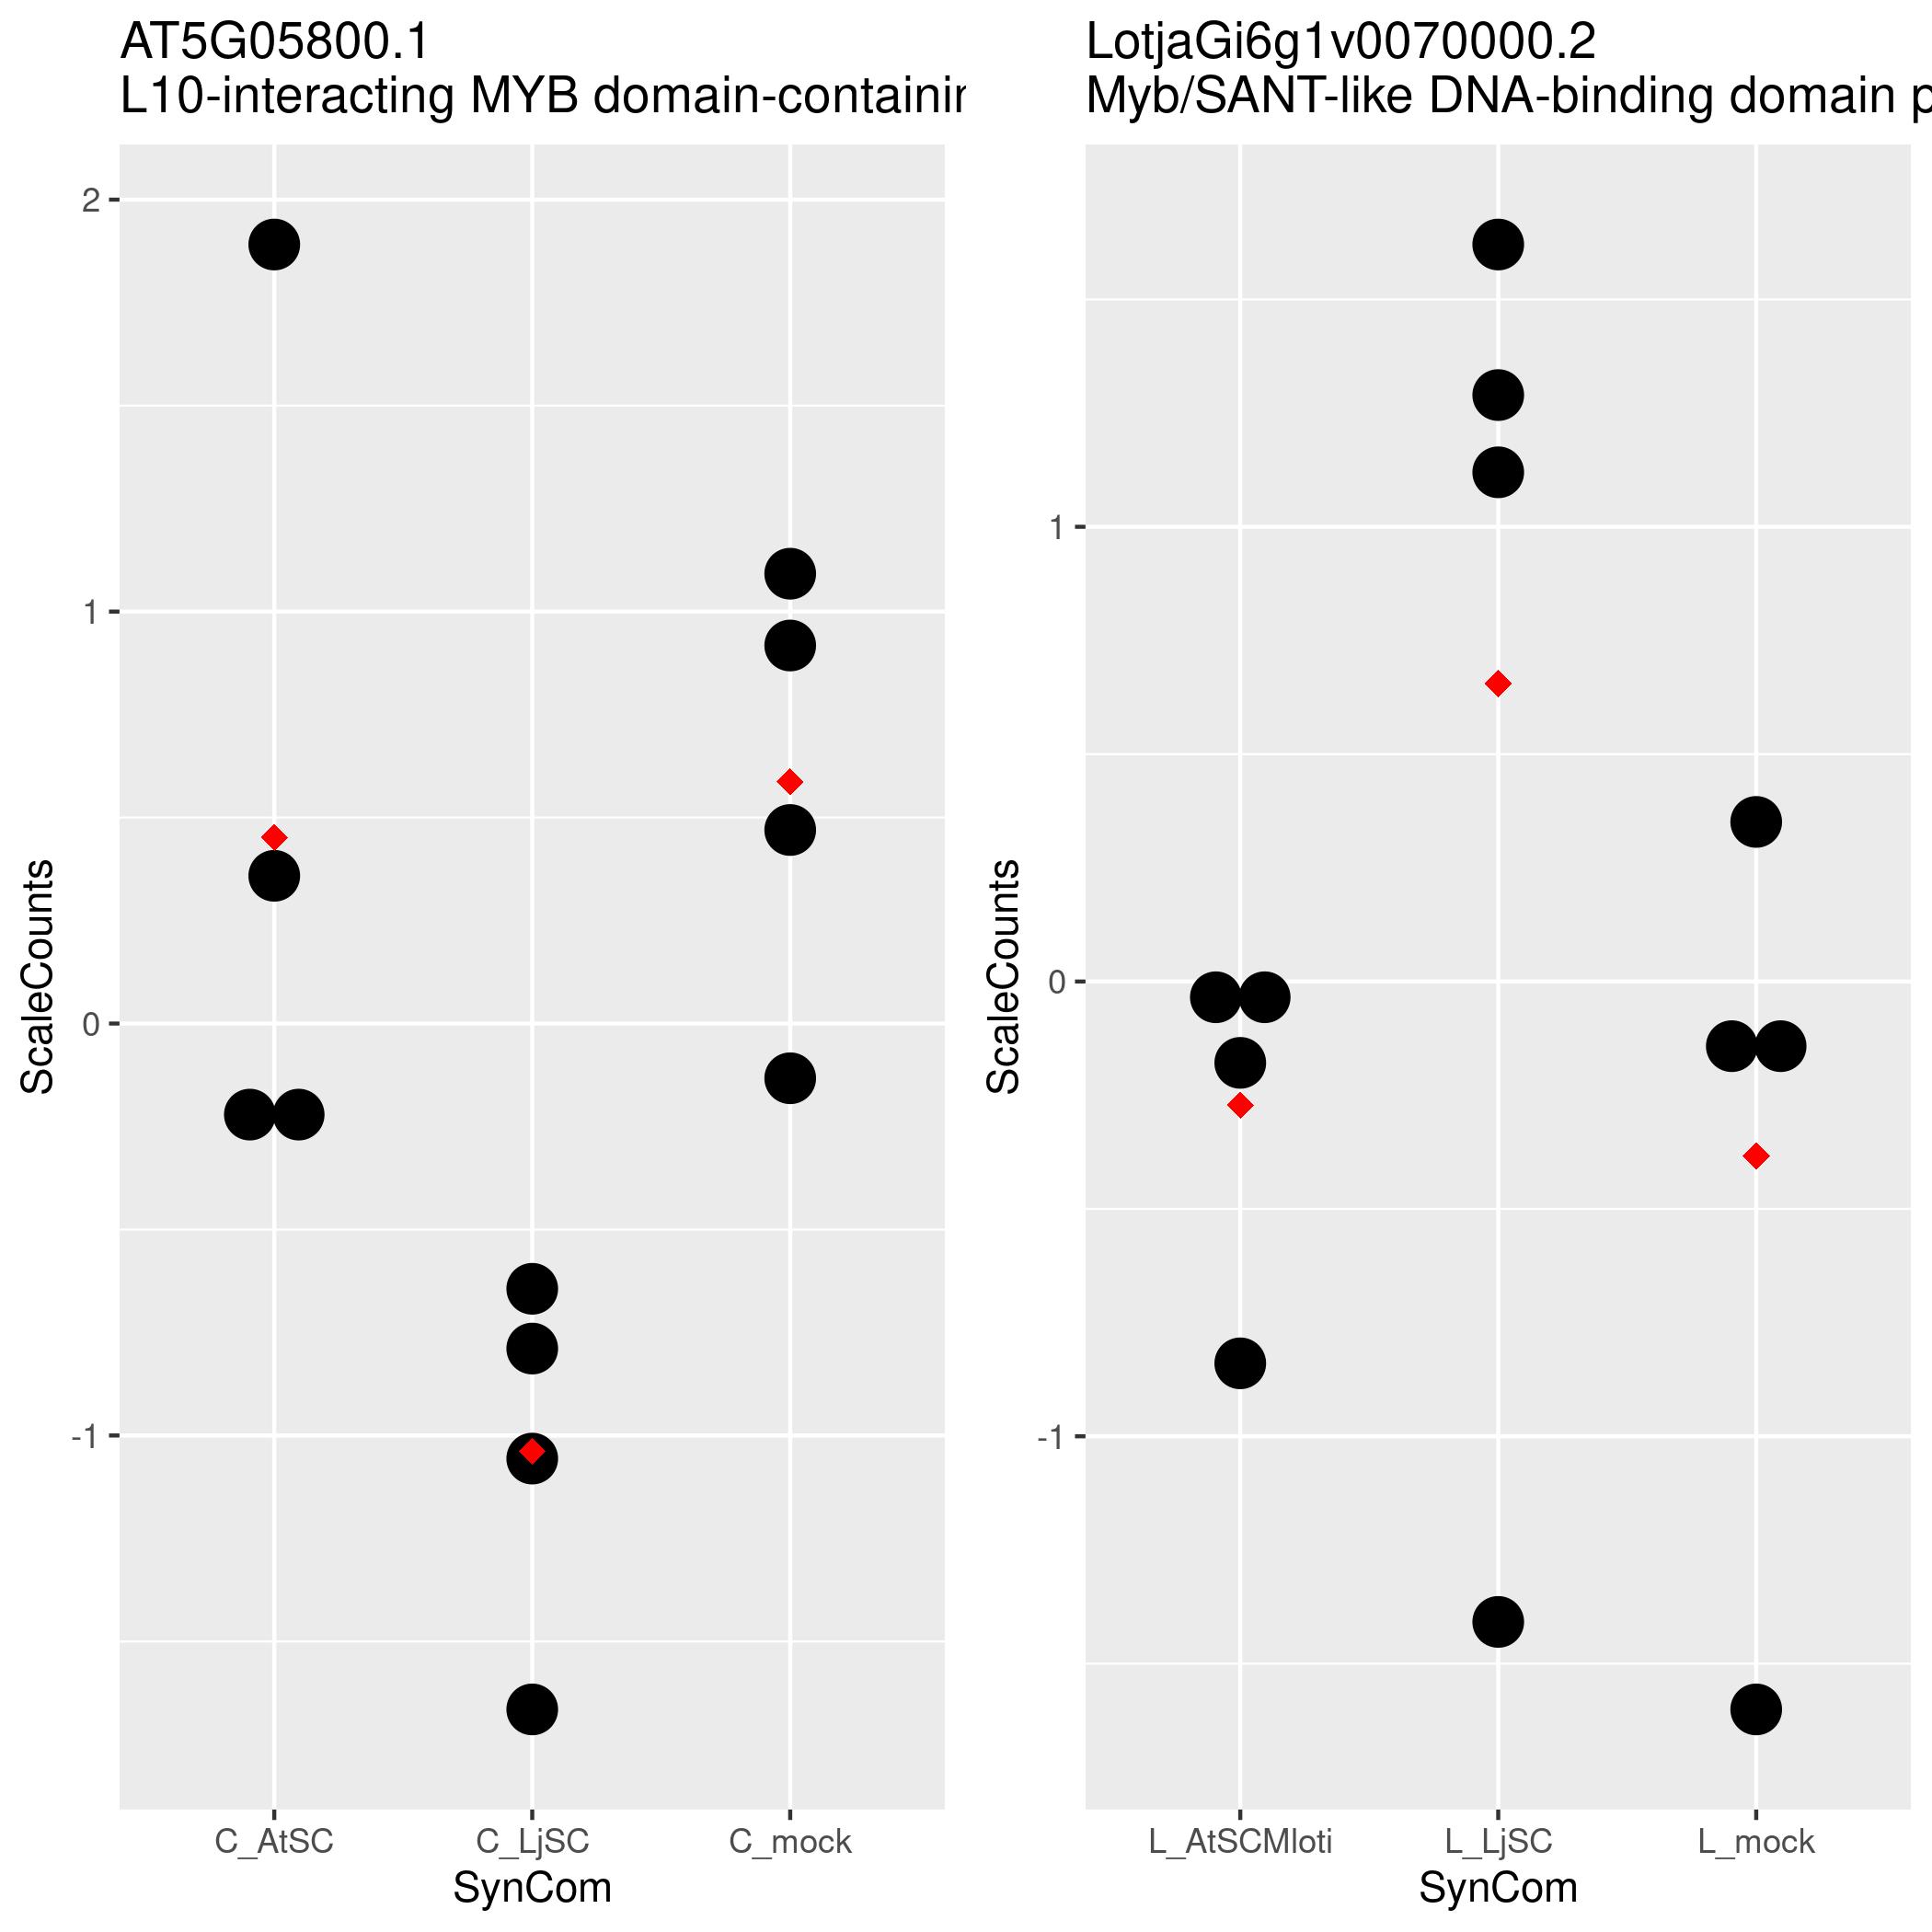 AT5G05800.1
L10-interacting MYB domain-containin
2
1
0
-1
ScaleCounts
C_AtSC
C_LjSC
C_mock
SynCom
LotjaGi6g1v0070000.2
Myb/SANT-like DNA-binding domain p
1
0
-1
ScaleCounts
L_AtSCMloti
L_LjSC
L_mock
SynCom